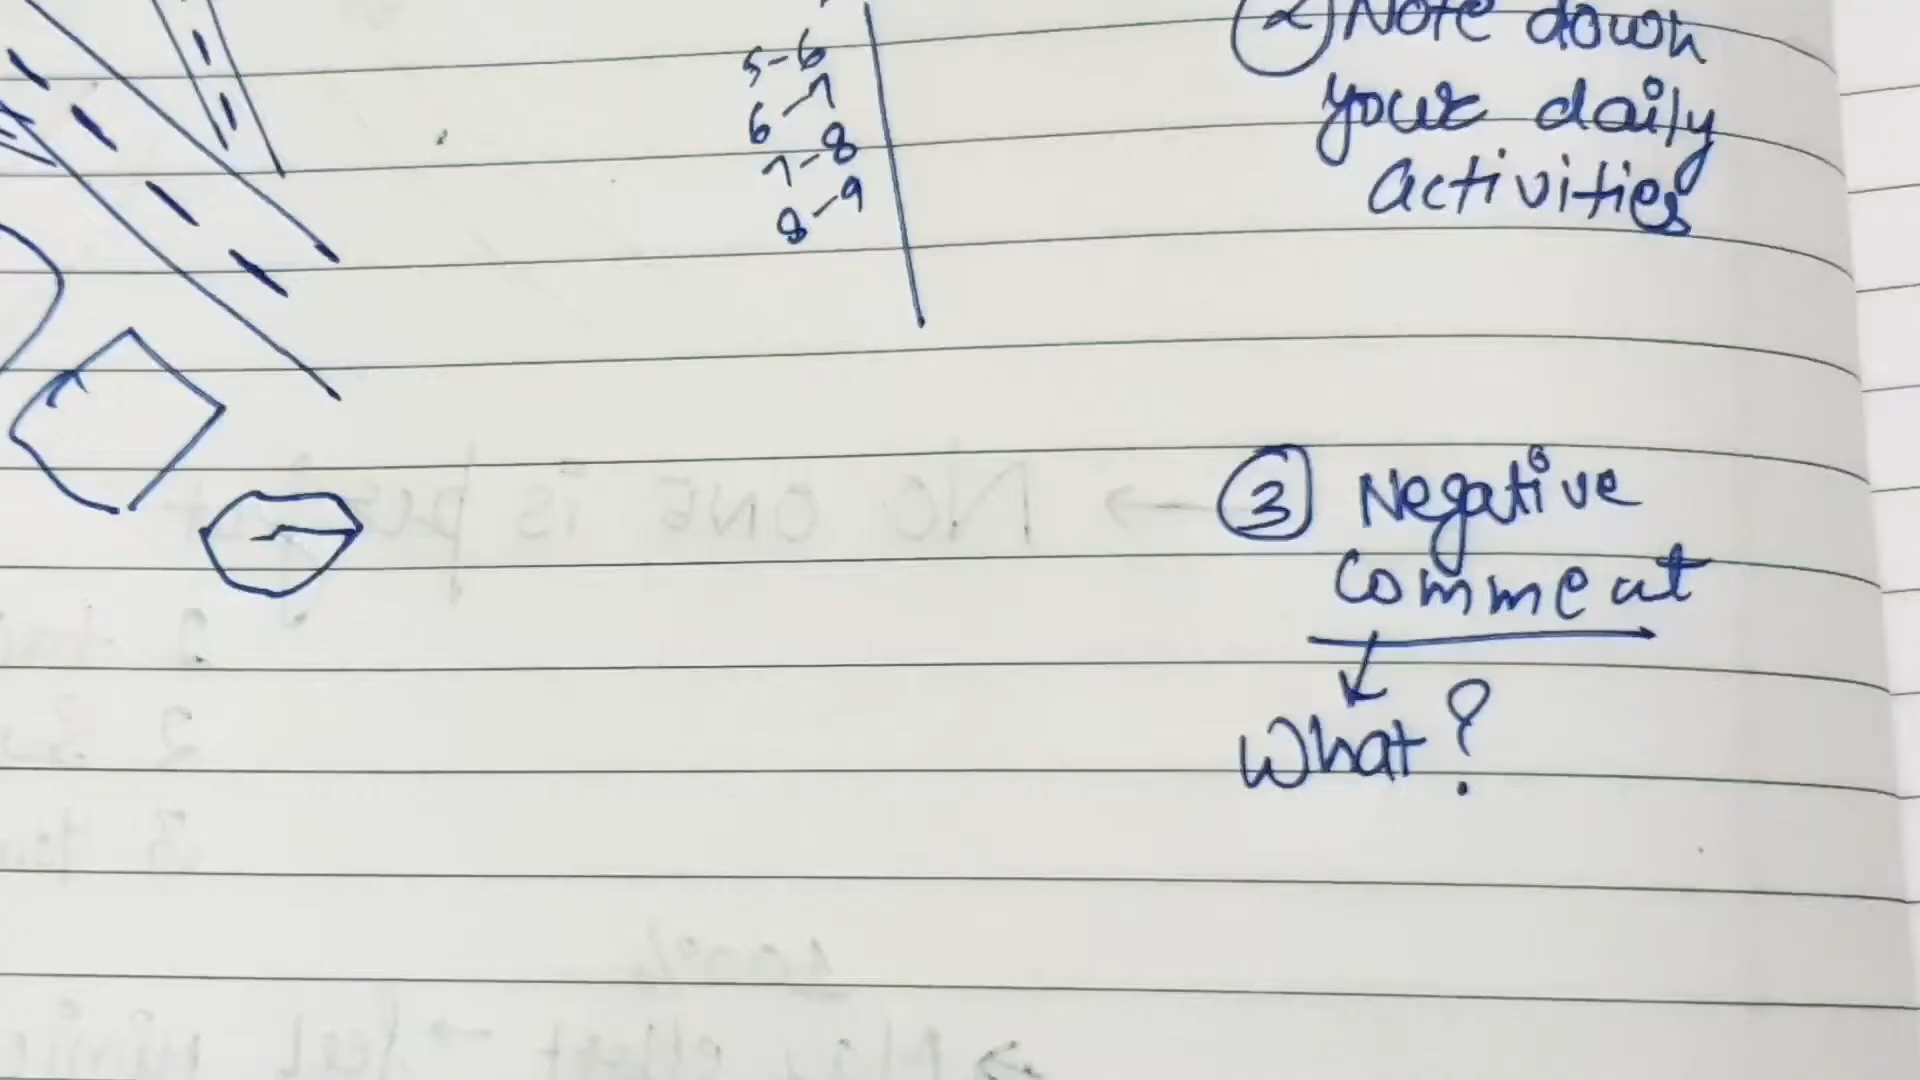 5-6
6-7
7-8
8-9
2 Note down
your daily
activities
3 Negative
Comment
What?